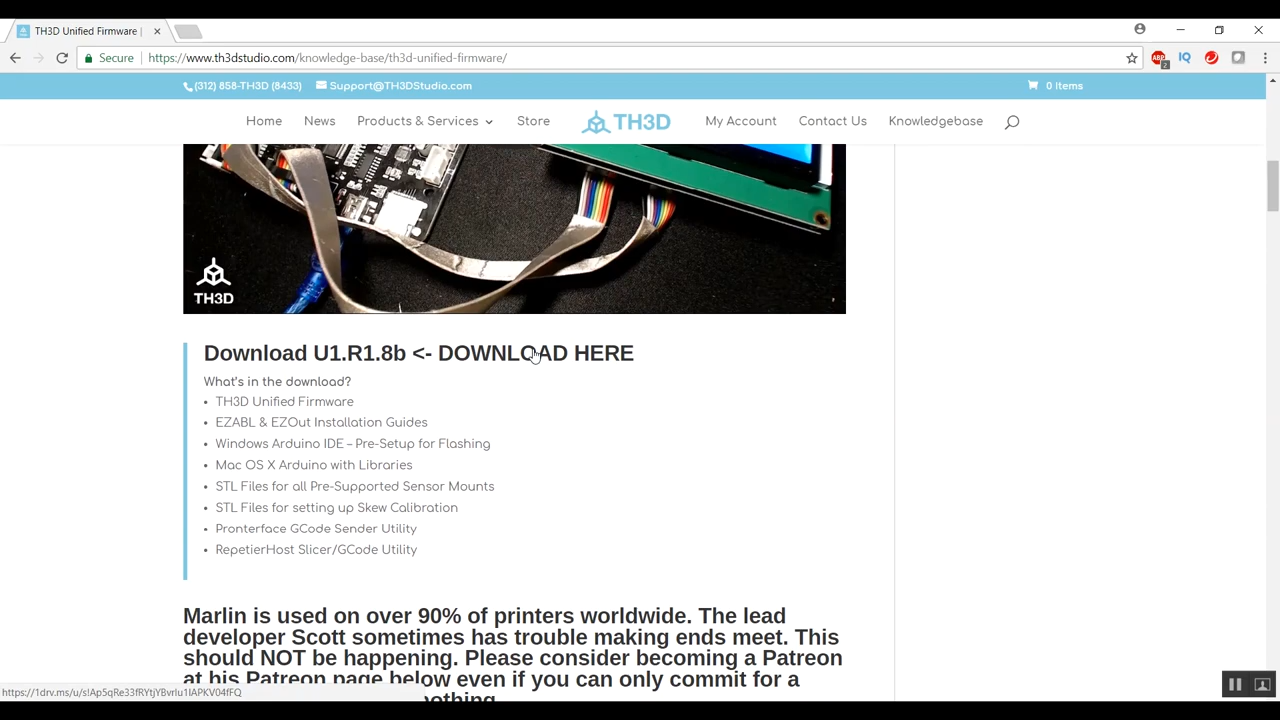 TH3D Unified Firmware |
Secure https://www.th3dstudio.com/knowledge-base/th3d-unified-firmware/
ABP 2 IQ
(312) 858-TH3D (8433) Support@TH3DStudio.com 0 Items
Home News Products & Services Store TH3D My Account Contact Us Knowledgebase
TH3D
Download U1.R1.8b <- DOWNLOAD HERE
What's in the download?
TH3D Unified Firmware
EZABL & EZOut Installation Guides
Windows Arduino IDE – Pre-Setup for Flashing
Mac OS X Arduino with Libraries
STL Files for all Pre-Supported Sensor Mounts
STL Files for setting up Skew Calibration
Pronterface GCode Sender Utility
RepetierHost Slicer/GCode Utility
Marlin is used on over 90% of printers worldwide. The lead
developer Scott sometimes has trouble making ends meet. This
should NOT be happening. Please consider becoming a Patreon
at his Patreon page below even if you can only commit for a
nothing.